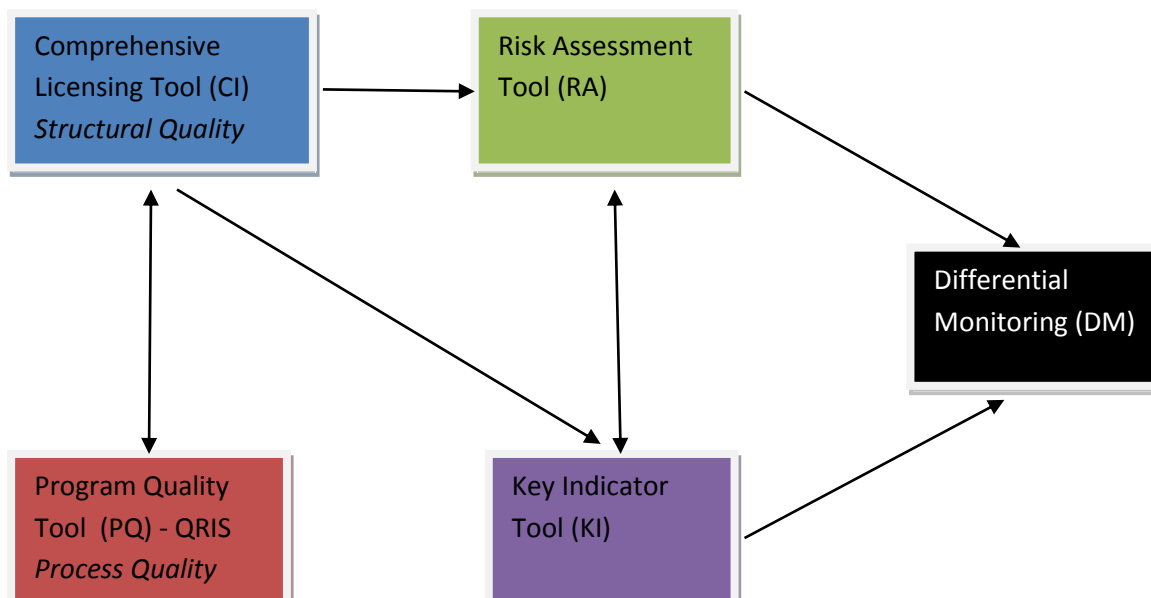 Comprehensive
Licensing Tool (CI)
Structural Quality
Risk Assessment
Tool (RA)
Differential
Monitoring (DM)
Program Quality
Tool  (PQ) - QRIS
Process Quality
Key Indicator
Tool (KI)